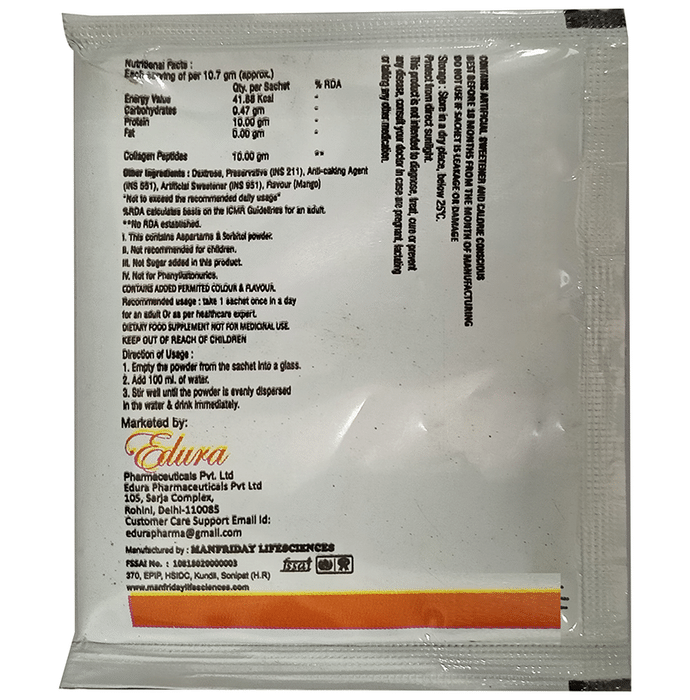 Nutritional Facts :
Each serving of per 10.7 gm (approx.)
Qty. per Sachet % RDA
Energy Value 41.88 Kcal -
Carbohydrates 0.47 gm -
Protein 10.00 gm -
Fat 0.00 gm
Collagen Peptides 10.00 gm **
Other Ingredients : Dextrose, Preservative (INS 211), Anti-caking Agent
(INS 551), Artificial Sweetener (INS 951), Flavour (Mango)
"Not to exceed the recommended daily usage"
%RDA calculates basis on the ICMR Guidelines for an adult.
**No RDA established.
I. This contains Aspartame & Sorbitol powder.
II. Not recommended for children.
III. Not Sugar added in this product.
IV. Not for Phenylketonurics.
CONTAINS ADDED PERMITED COLOUR & FLAVOUR.
Recommended usage : take 1 sachet once in a day
for an adult Or as per healthcare expert.
DIETARY FOOD SUPPLEMENT NOT FOR MEDICINAL USE.
KEEP OUT OF REACH OF CHILDREN
Direction of Usage :
1. Empty the powder from the sachet into a glass.
2. Add 100 ml. of water.
3. Stir well until the powder is evenly dispersed
in the water & drink immediately.
Marketed by:
Edura
Pharmaceuticals Pvt. Ltd
Edura Pharmaceuticals Pvt Ltd
105, Sarja Complex,
Rohini, Delhi-110085
Customer Care Support Email Id:
edurapharma@gmail.com
Manufactured by : MANFRIDAY LIFESCIENCES
FSSAI No. : 10818020000003
fssai
370, EPIP, HSIDC, Kundli, Sonipat (H.R)
www.manfridaylifesciences.com
CONTAINS ARTIFICIAL SWEETENER AND CALORIE CONSCIOUS
BEST BEFORE 18 MONTHS FROM THE MONTH OF MANUFACTURING
DO NOT USE IF SACHET IS LEAKAGE OR DAMAGE
Storage : Store in a dry place, below 25°C.
Protect from direct sunlight.
This product is not intended to diagnose, treat, cure or prevent
any disease, consult your doctor in case are pregnant, lactating
or taking any other medication.